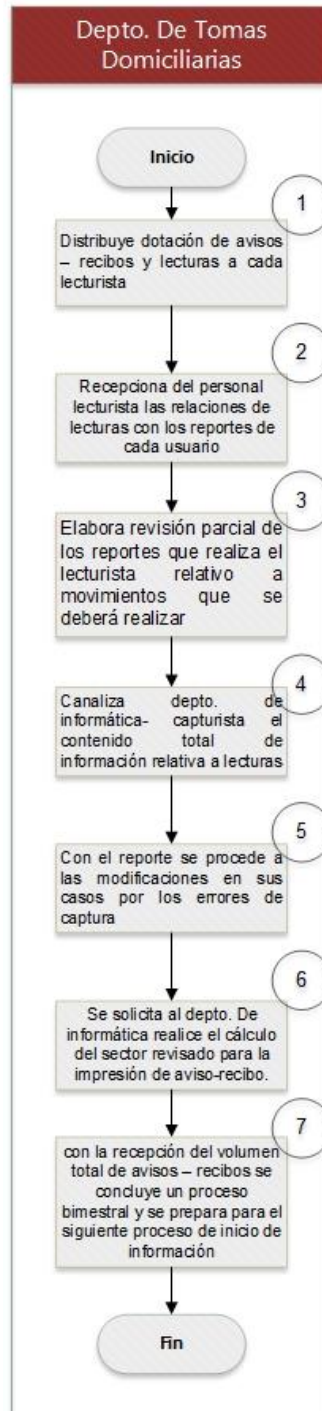 Depto. De Tomas
Domiciliarias
Inicio
1
Distribuye dotación de avisos
– recibos y lecturas a cada
lecturista
2
Recepciona del personal
lecturista las relaciones de
lecturas con los reportes de
cada usuario
3
Elabora revisión parcial de
los reportes que realiza el
lecturista relativo a
movimientos que se
deberá realizar
4
Canaliza depto. de
informática- capturista el
contenido total de
información relativa a lecturas
5
Con el reporte se procede a
las modificaciones en sus
casos por los errores de
captura
6
Se solicita al depto. De
informática realice el cálculo
del sector revisado para la
impresión de aviso-recibo.
7
con la recepción del volumen
total de avisos – recibos se
concluye un proceso
bimestral y se prepara para el
siguiente proceso de inicio de
información
Fin